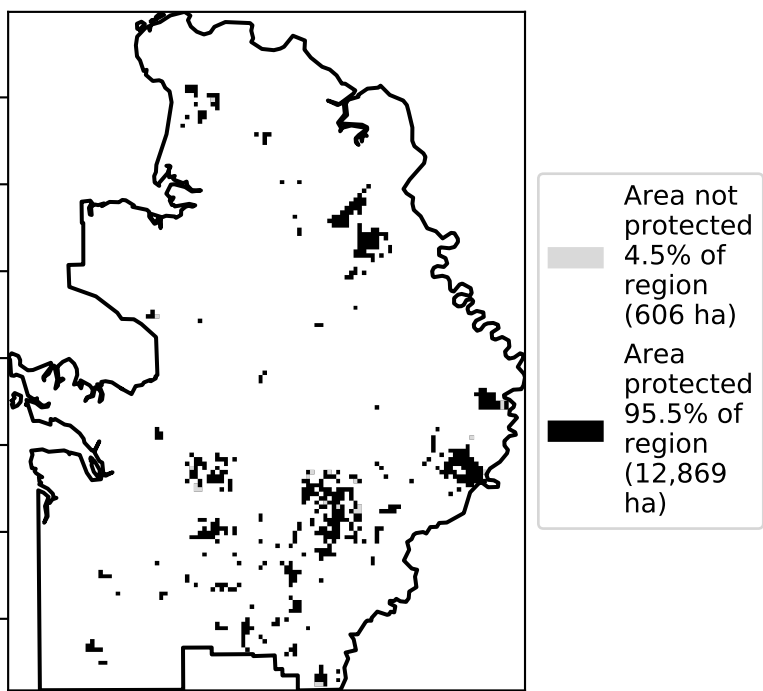 Area not
protected
4.5% of
region
(606 ha)
Area
protected
95.5% of
region
(12,869
ha)